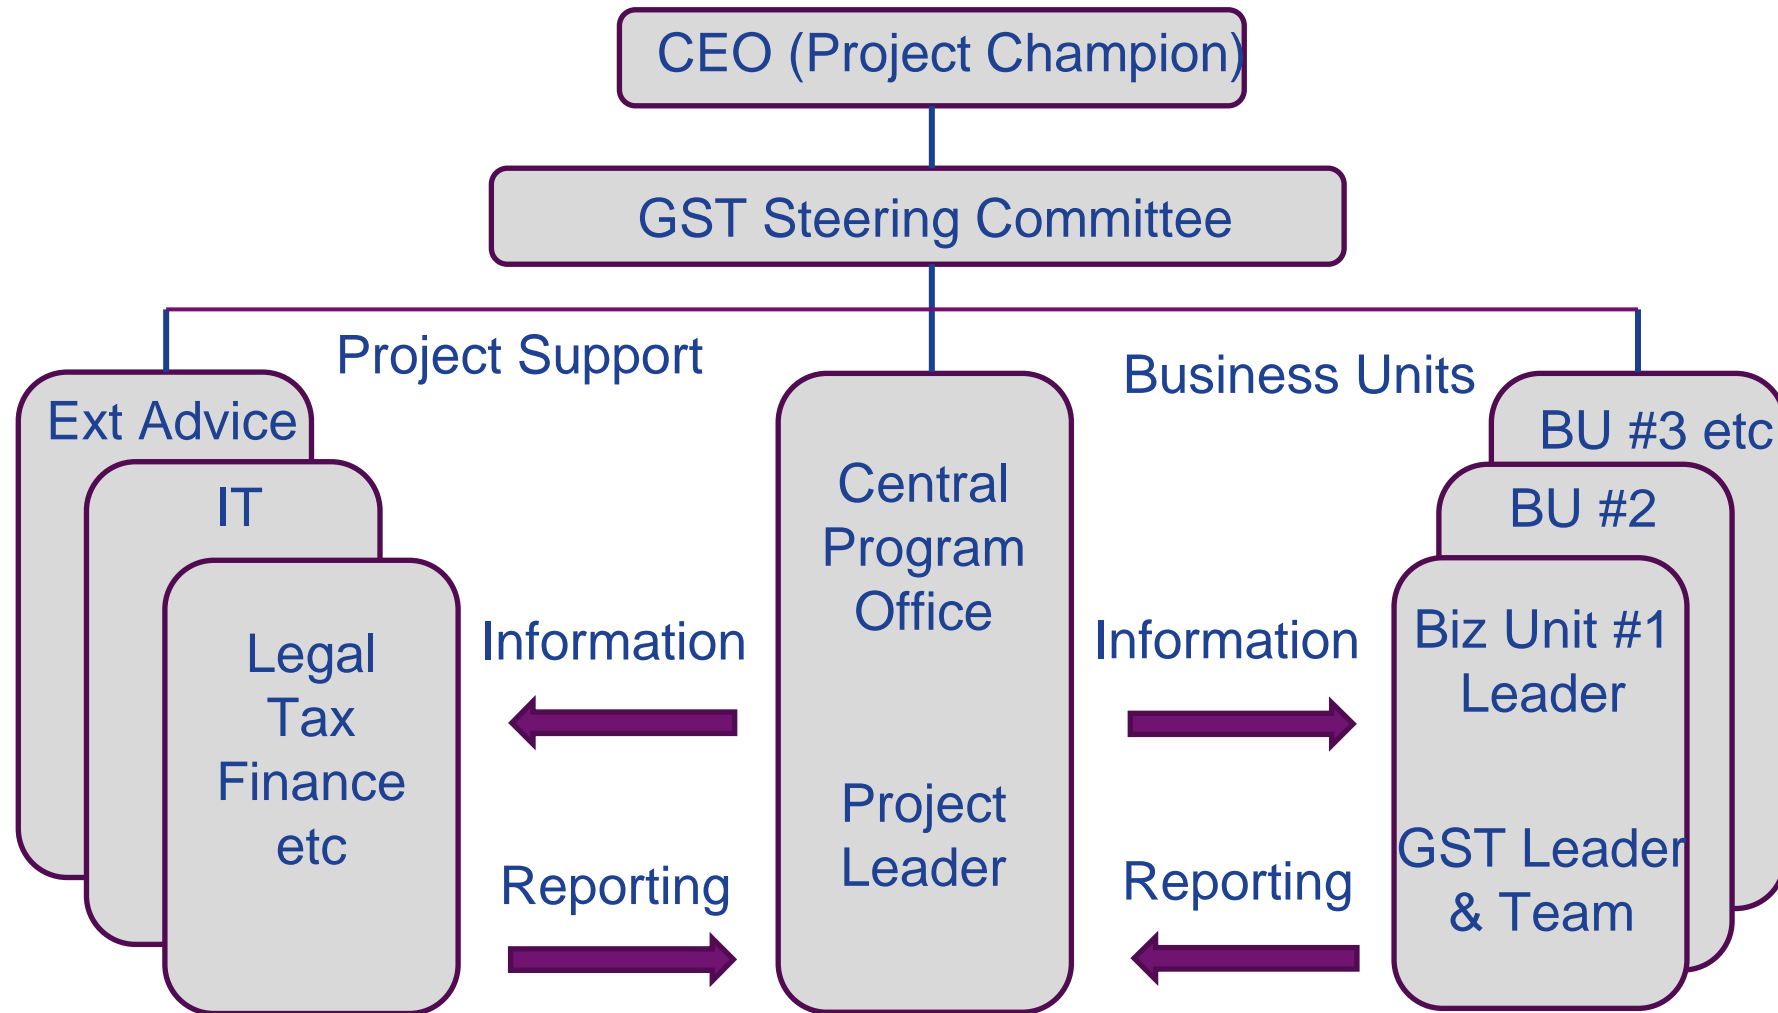 CEO (Project Champion)
GST Steering Committee
Project Support
Business Units
Ext Advice
IT
Legal
Tax
Finance
etc
Information
Reporting
Central
Program
Office
Project
Leader
Information
Reporting
BU #3 etc
BU #2
Biz Unit #1
Leader
GST Leader
& Team